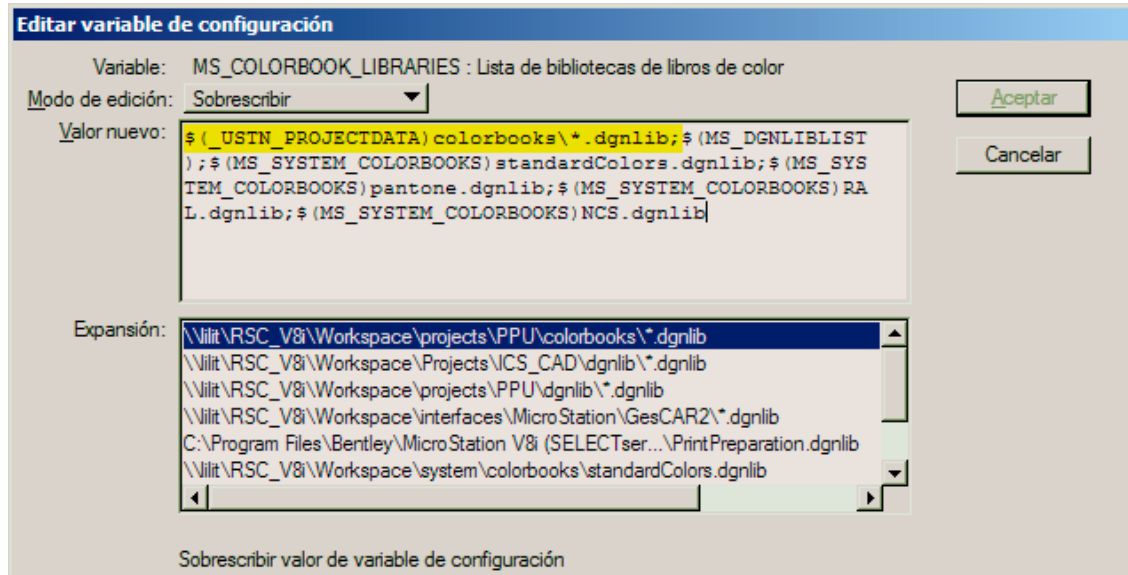 Editar variable de configuración
Variable: MS_COLORBOOK_LIBRARIES : Lista de bibliotecas de libros de color
Modo de edición: Sobrescribir
Aceptar
Valor nuevo: $(_USTN_PROJECTDATA)colorbooks\*.dgnlib;$(MS_DGNLIBLIST
);$(MS_SYSTEM_COLORBOOKS)standardColors.dgnlib;$(MS_SYS
TEM_COLORBOOKS)pantone.dgnlib;$(MS_SYSTEM_COLORBOOKS)RA
L.dgnlib;$(MS_SYSTEM_COLORBOOKS)NCS.dgnlib
Cancelar
Expansión: \\lilit\RSC_V8i\Workspace\projects\PPU\colorbooks\*.dgnlib
\\lilit\RSC_V8i\Workspace\Projects\ICS_CAD\dgnlib\*.dgnlib
\\lilit\RSC_V8i\Workspace\projects\PPU\dgnlib\*.dgnlib
\\lilit\RSC_V8i\Workspace\interfaces\MicroStation\GesCAR2\*.dgnlib
C:\Program Files\Bentley\MicroStation V8i (SELECTser...\PrintPreparation.dgnlib
\\lilit\RSC_V8i\Workspace\system\colorbooks\standardColors.dgnlib
Sobrescribir valor de variable de configuración